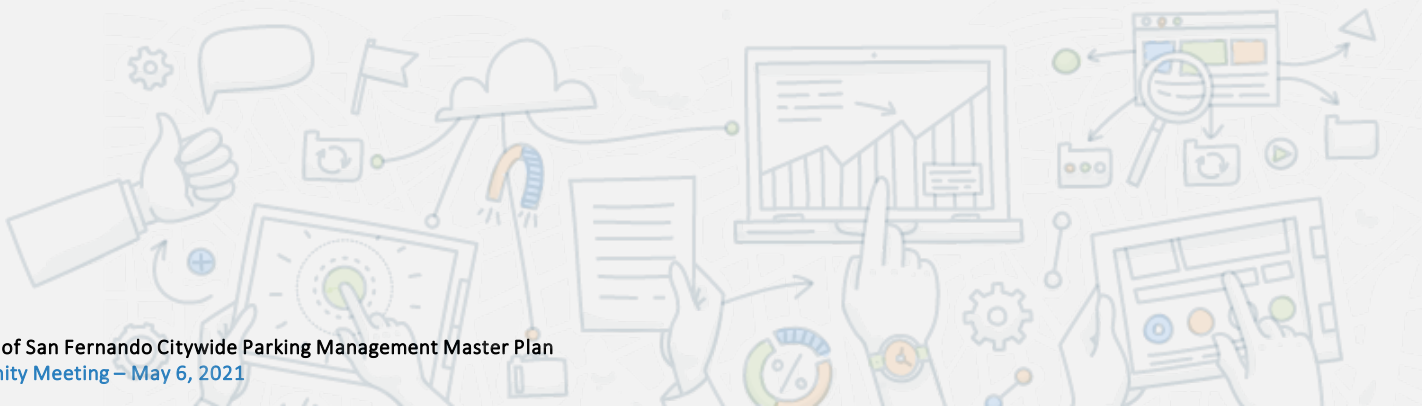 of San Fernando Citywide Parking Management Master Plan
nity Meeting – May 6, 2021